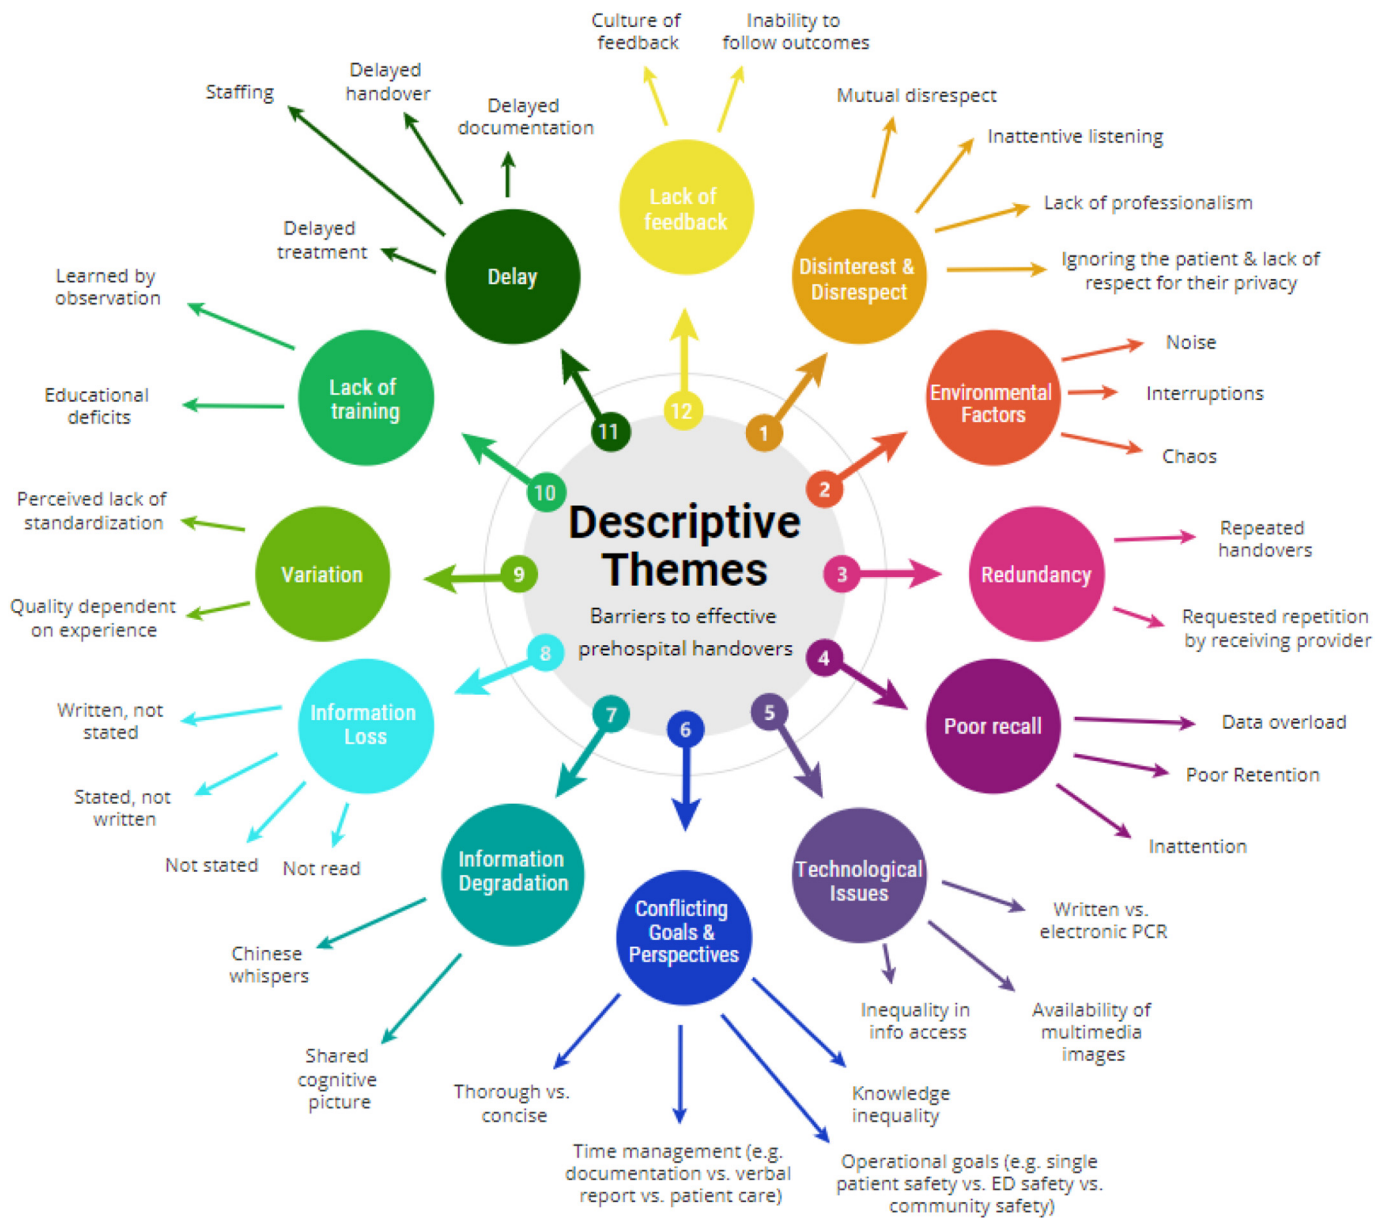 Descriptive
Themes
Barriers to effective
prehospital handovers
1
Disinterest &
Disrespect
Mutual disrespect
Inattentive listening
Lack of professionalism
Ignoring the patient & lack of
respect for their privacy
2
Environmental
Factors
Noise
Interruptions
Chaos
3
Redundancy
Repeated
handovers
Requested repetition
by receiving provider
4
Poor recall
Data overload
Poor Retention
Inattention
5
Technological
Issues
Written vs.
electronic PCR
Availability of
multimedia
images
Inequality in
info access
6
Conflicting
Goals &
Perspectives
Knowledge
inequality
Operational goals (e.g. single
patient safety vs. ED safety vs.
community safety)
Time management (e.g.
documentation vs. verbal
report vs. patient care)
Thorough vs.
concise
7
Information
Degradation
Shared
cognitive
picture
Chinese
whispers
8
Information
Loss
Not read
Not stated
Stated, not
written
Written, not
stated
9
Variation
Quality dependent
on experience
Perceived lack of
standardization
10
Lack of
training
Educational
deficits
Learned by
observation
11
Delay
Delayed
treatment
Staffing
Delayed
handover
Delayed
documentation
12
Lack of
feedback
Culture of
feedback
Inability to
follow outcomes